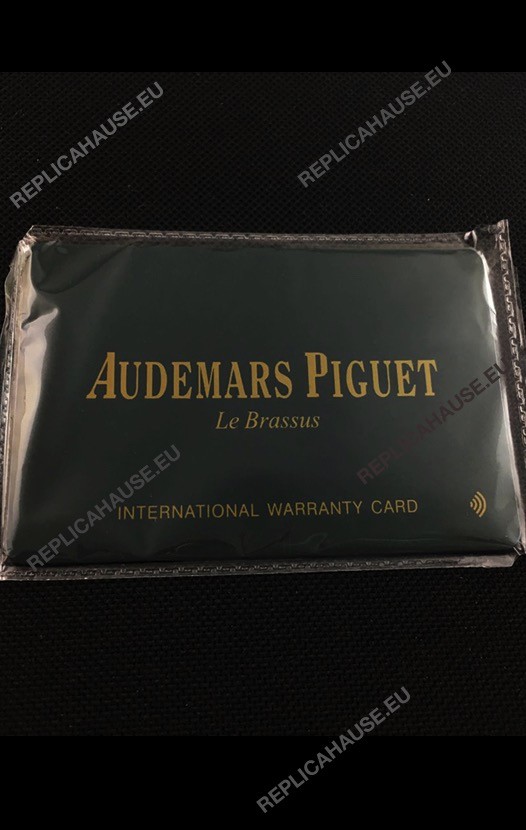 REPLICAHAUSE.EU
REPLICAHAUSE.EU
AUDEMARS PIGUET
Le Brassus
REPLICAHAUSE.EU
REPLICAHAUSE.EU
INTERNATIONAL WARRANTY CARD
REPLICAHAUSE.EU